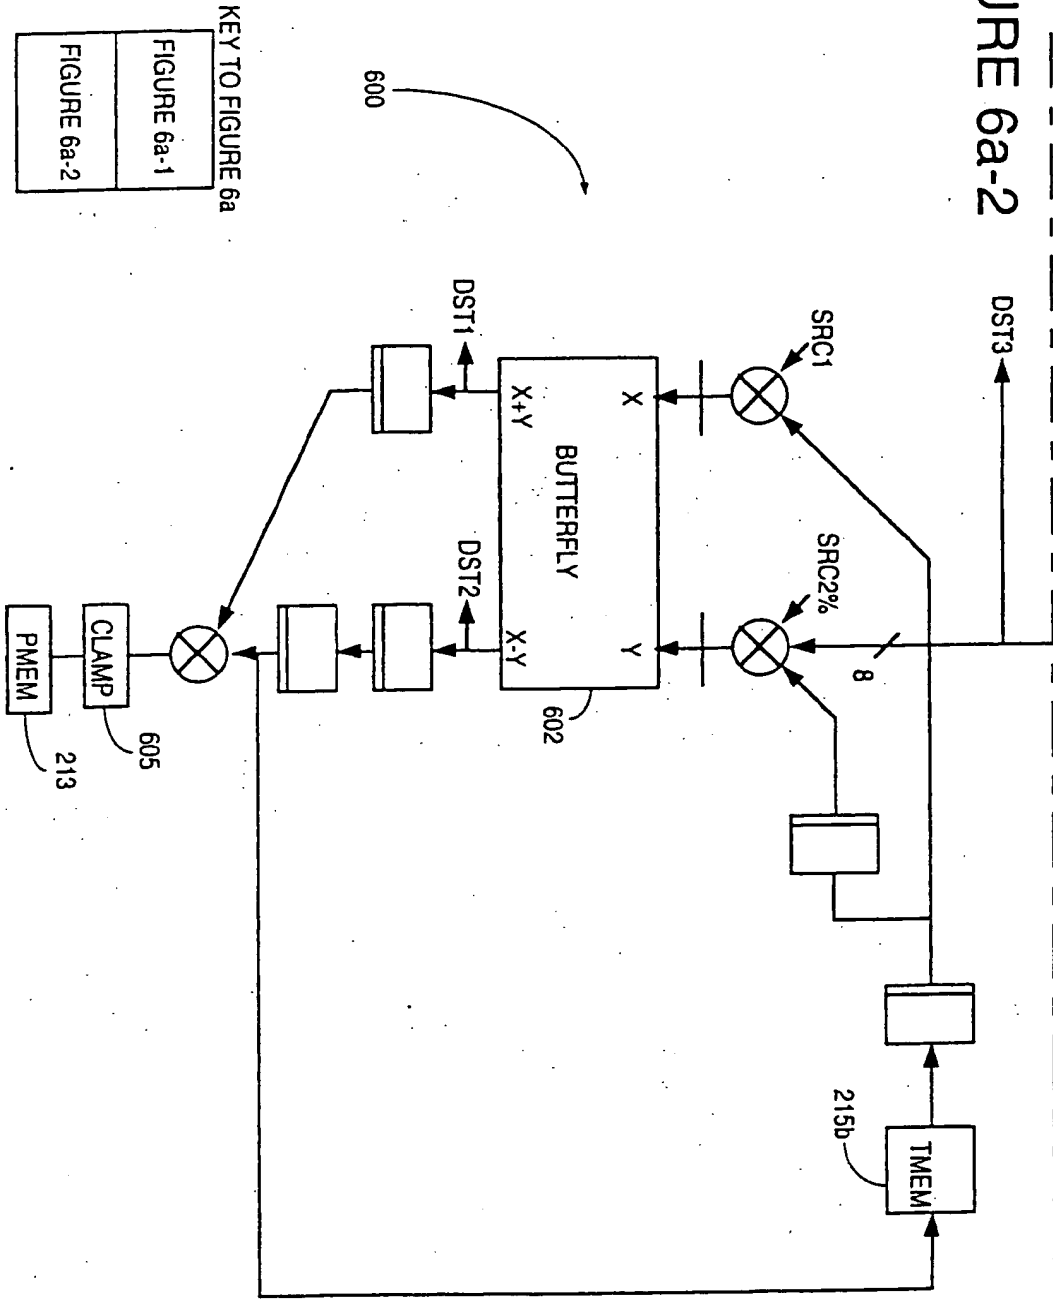 URE 6a-2
DST3
SRC1
SRC2%
8
215b
TMEM
X
Y
BUTTERFLY
602
X+Y
X-Y
DST1
DST2
600
CLAMP
605
PMEM
213
KEY TO FIGURE 6a
FIGURE 6a-1
FIGURE 6a-2